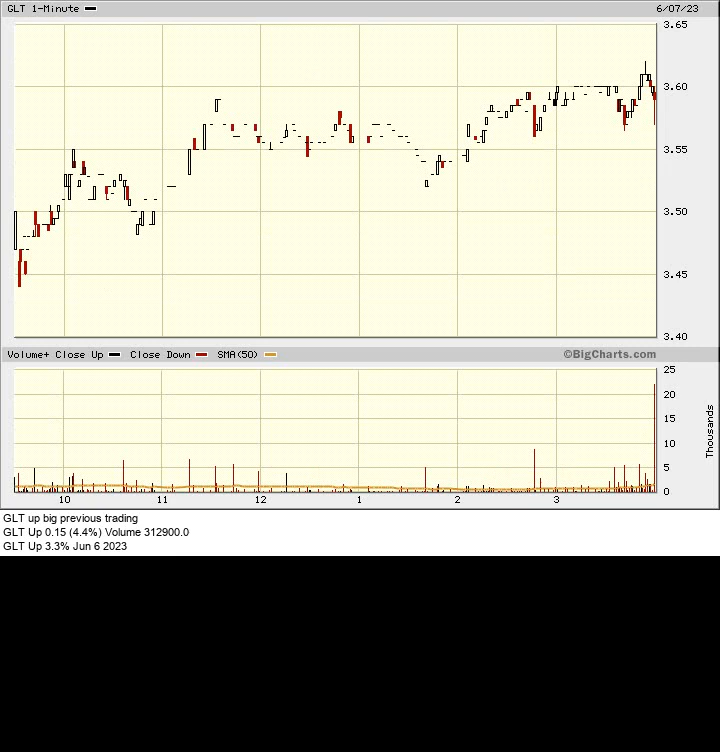 GLT 1-Minute 6/07/23
3.65
3.60
3.55
3.50
3.45
3.40
Volume+ Close Up Close Down SMA(50) ©BigCharts.com
25
20
15
10
5
0
Thousands
10 11 12 1 2 3
GLT up big previous trading
GLT Up 0.15 (4.4%) Volume 312900.0
GLT Up 3.3% Jun 6 2023